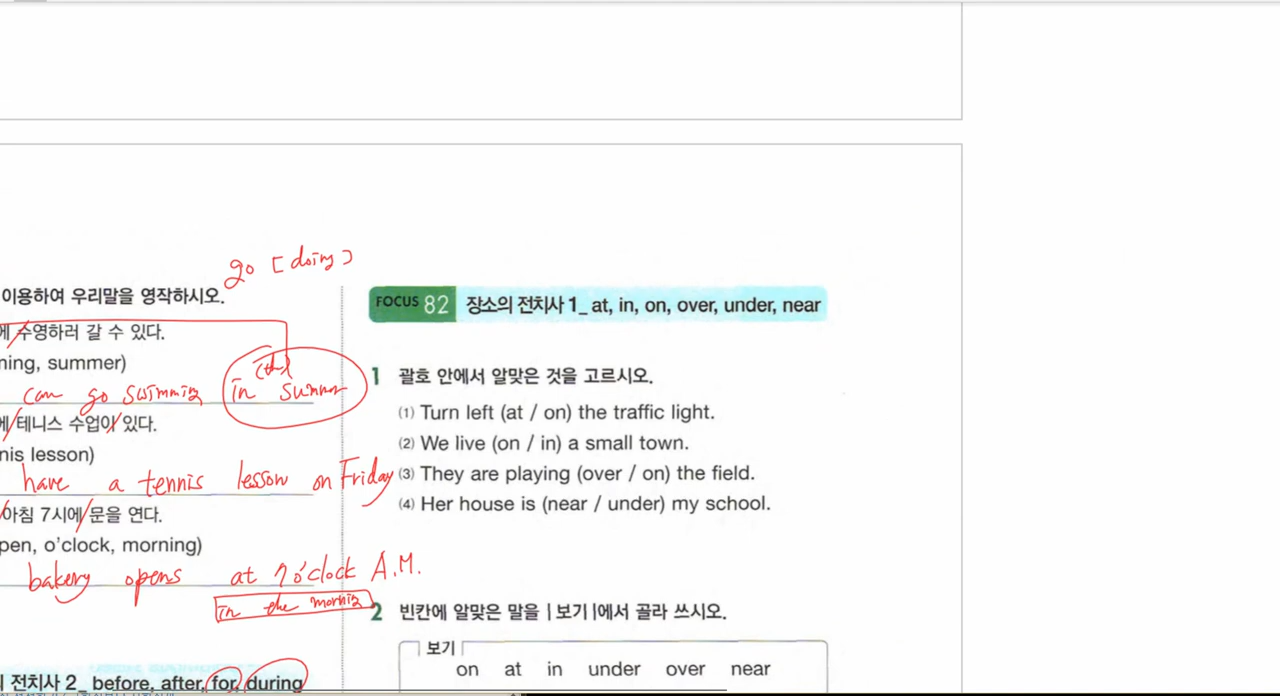 go [doing]
이용하여 우리말을 영작하시오.
에 수영하러 갈 수 있다.
ning, summer)
(the)
can go swimming in summer
에 테니스 수업이 있다.
nis lesson)
have a tennis lesson on Friday
아침 7시에 문을 연다.
pen, o'clock, morning)
bakery opens at 7 o'clock A.M.
in the morning
전치사 2_ before, after, for, during
FOCUS 82 장소의 전치사 1_ at, in, on, over, under, near
1 괄호 안에서 알맞은 것을 고르시오.
(1) Turn left (at / on) the traffic light.
(2) We live (on / in) a small town.
(3) They are playing (over / on) the field.
(4) Her house is (near / under) my school.
2 빈칸에 알맞은 말을 | 보기 |에서 골라 쓰시오.
보기
on at in under over near